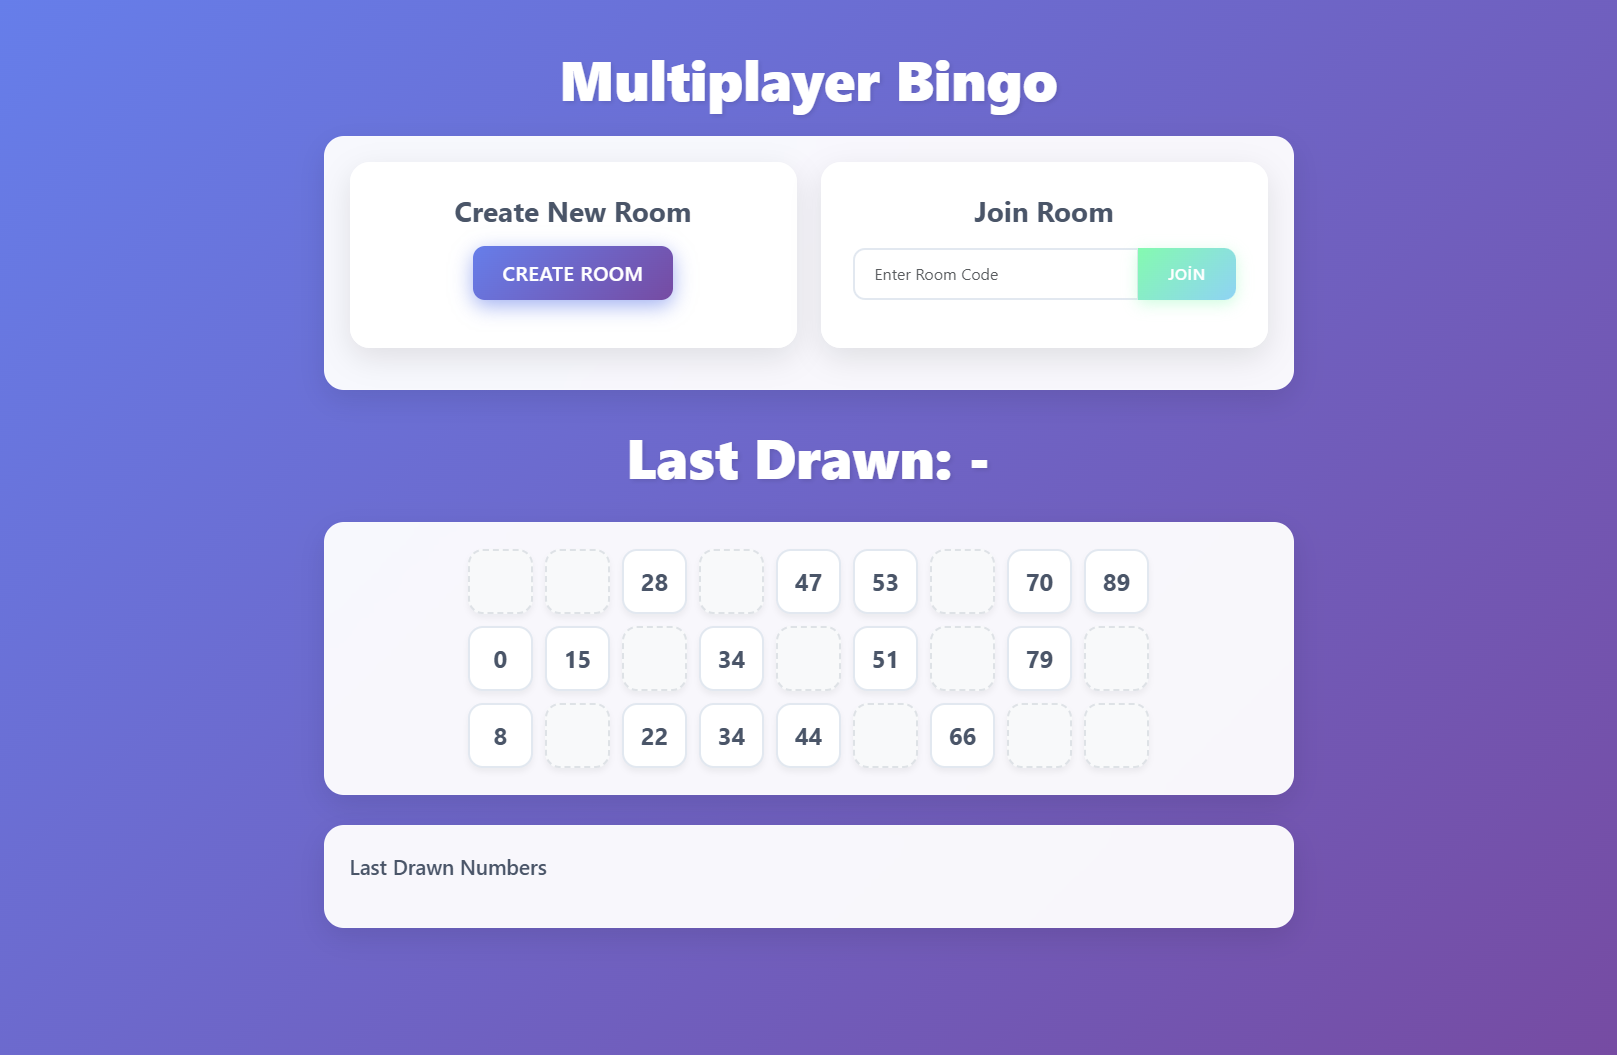 Multiplayer Bingo
Create New Room
CREATE ROOM
Join Room
Enter Room Code
JOİN
Last Drawn: -
28 47 53 70 89
0 15 34 51 79
8 22 34 44 66
Last Drawn Numbers